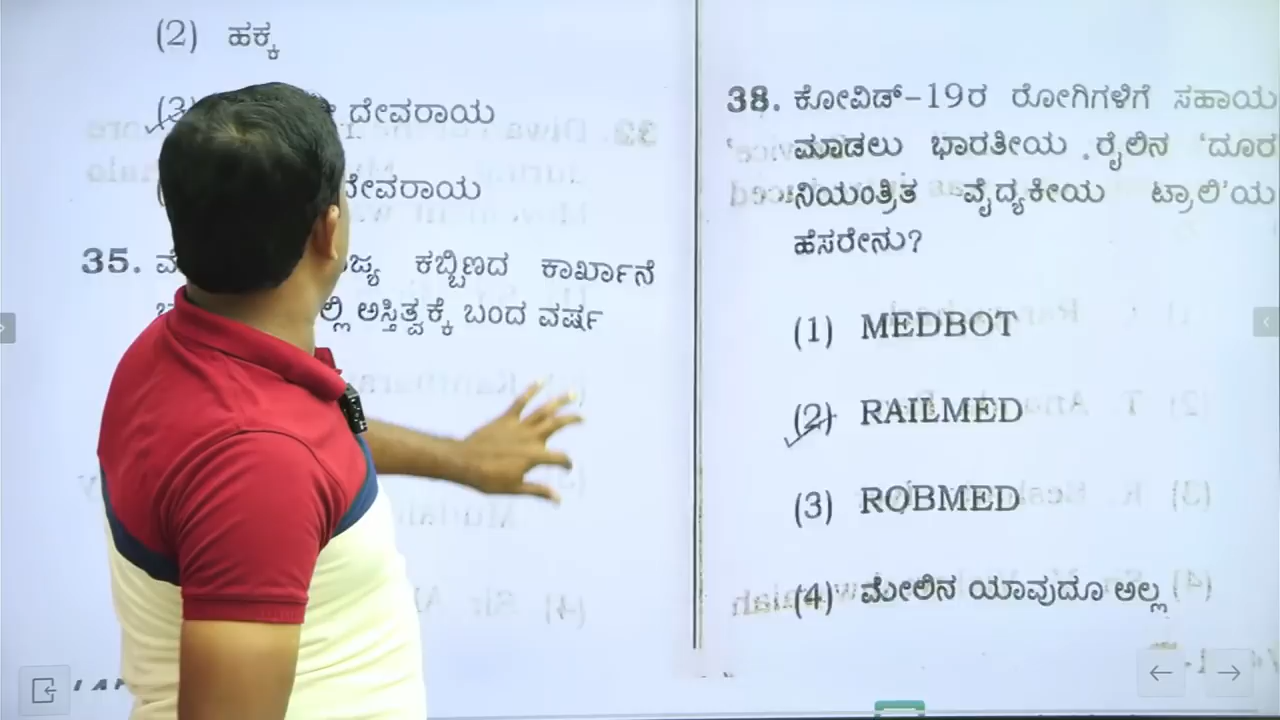 (2) ಹಕ್ಕ
(3) ದೇವರಾಯ
ದೇವರಾಯ
35. ಕಬ್ಬಿಣದ ಕಾರ್ಖಾನೆ
ಅಸ್ತಿತ್ವಕ್ಕೆ ಬಂದ ವರ್ಷ
38. ಕೋವಿಡ್-19ರ ರೋಗಿಗಳಿಗೆ ಸಹಾಯ
ಮಾಡಲು ಭಾರತೀಯ ರೈಲಿನ 'ದೂರ
ನಿಯಂತ್ರಿತ ವೈದ್ಯಕೀಯ ಟ್ರಾಲಿ'ಯ
ಹೆಸರೇನು?
(1) MEDBOT
(2) RAILMED
(3) ROBMED
(4) ಮೇಲಿನ ಯಾವುದೂ ಅಲ್ಲ